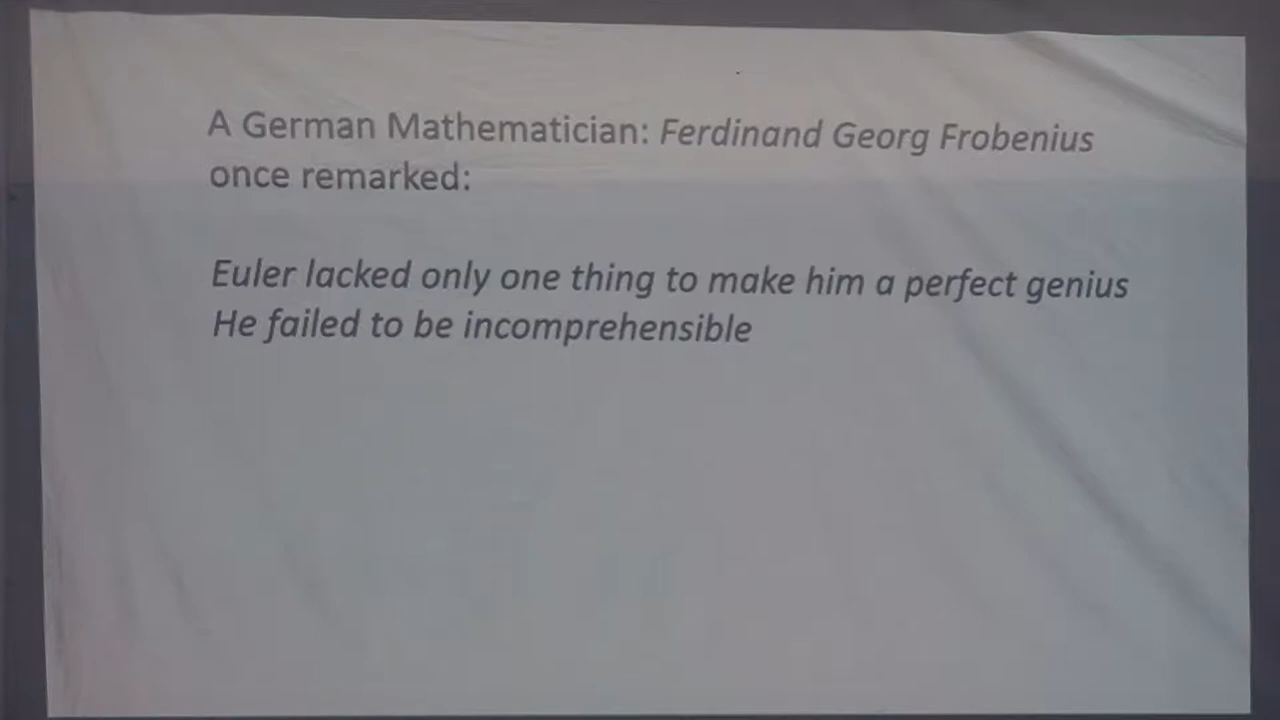 A German Mathematician: Ferdinand Georg Frobenius
once remarked:
Euler lacked only one thing to make him a perfect genius
He failed to be incomprehensible